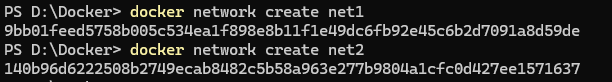 PS D:\Docker> docker network create net1
9bb01feed5758b005c534ea1f898e8b11f1e49dc6fb92e45c6b2d7091a8d59de
PS D:\Docker> docker network create net2
140b96d6222508b2749ecab8482c5b58a963e277b9804a1cfc0d427ee1571637